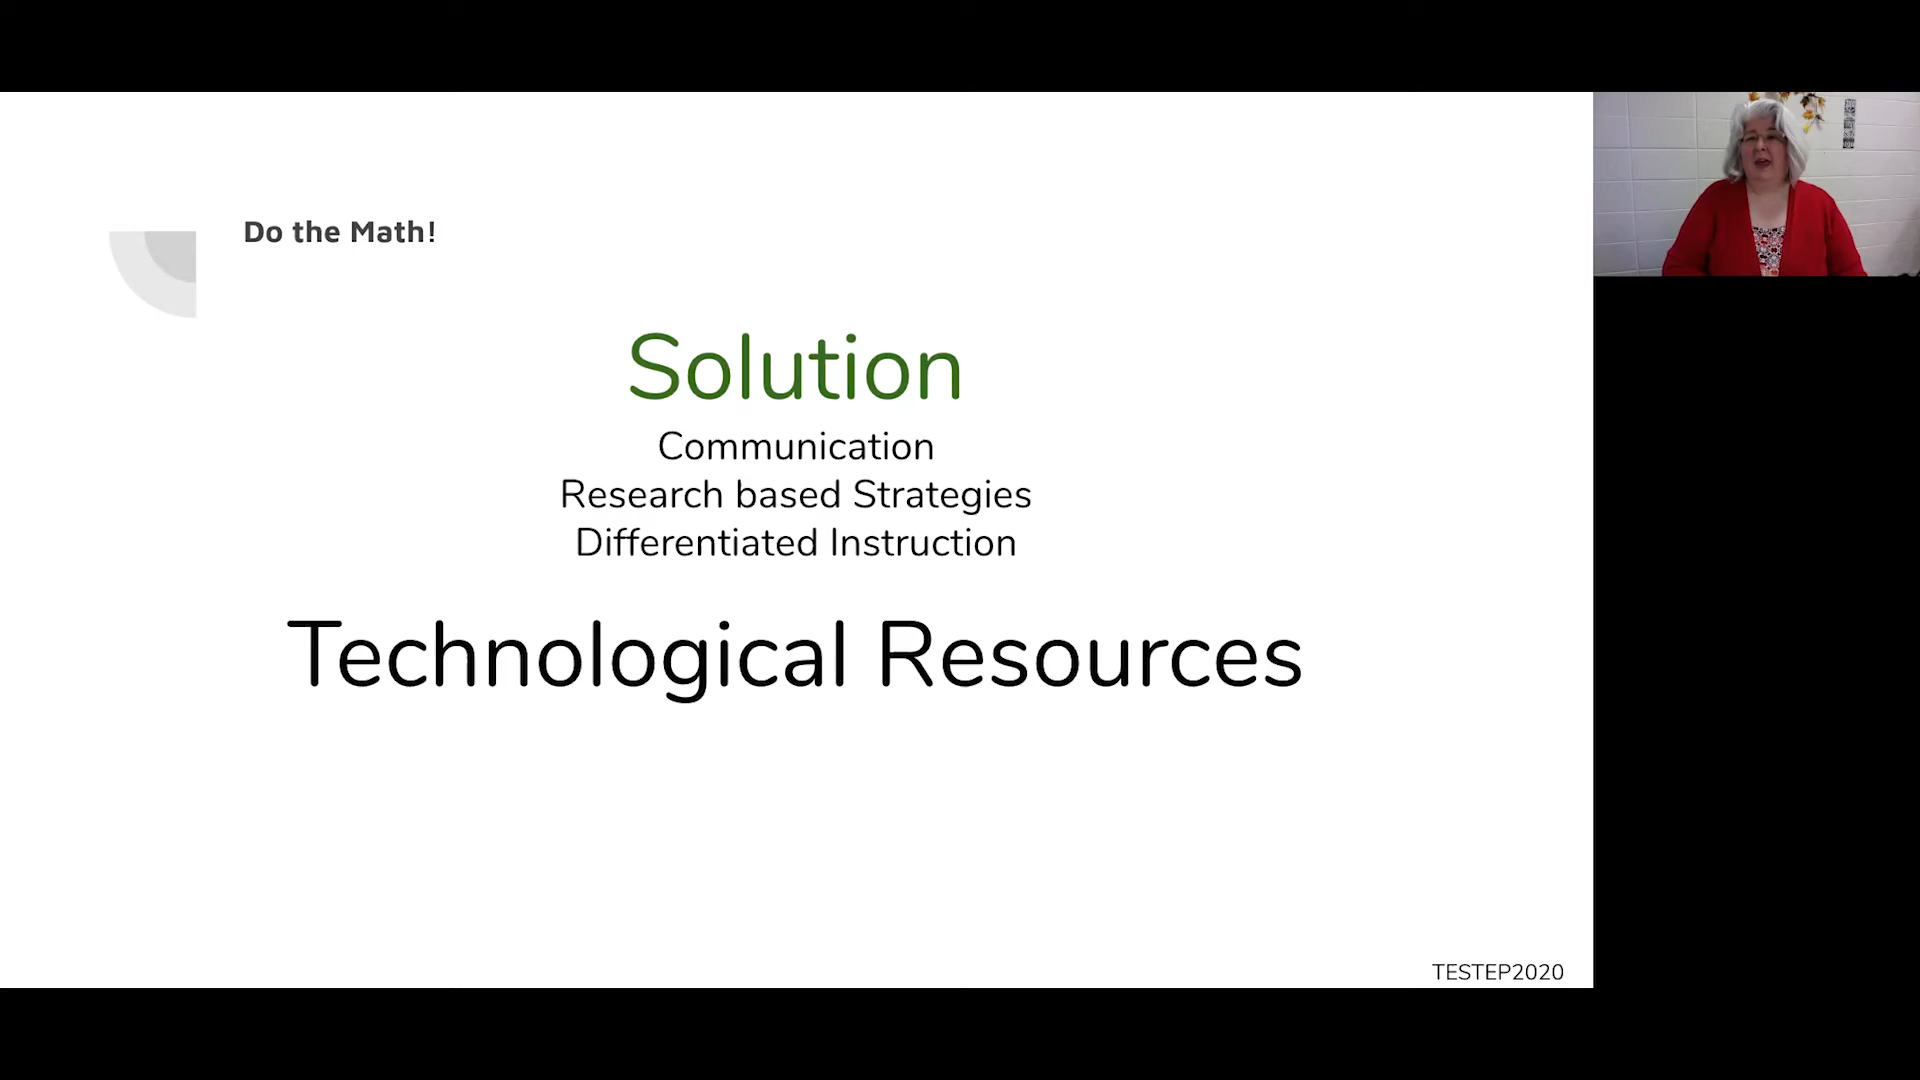 Do the Math!
Solution
Communication
Research based Strategies
Differentiated Instruction
Technological Resources
TESTEP2020